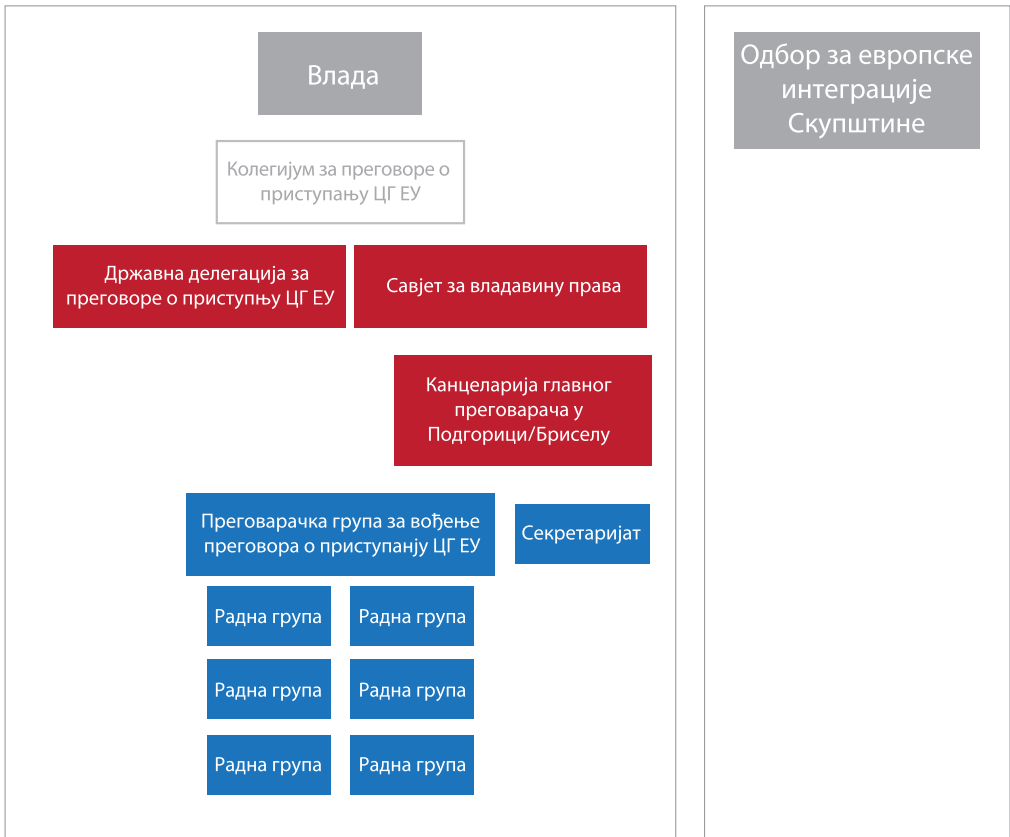 Влада
Колегијум за преговоре о
приступању ЦГ ЕУ
Државна делегација за
преговоре о приступњу ЦГ ЕУ
Савјет за владавину права
Канцеларија главног
преговарача у
Подгорици/Бриселу
Преговарачка група за вођење
преговора о приступанју ЦГ ЕУ
Секретаријат
Радна група
Радна група
Радна група
Радна група
Радна група
Радна група
Одбор за европске
интеграције
Скупштине